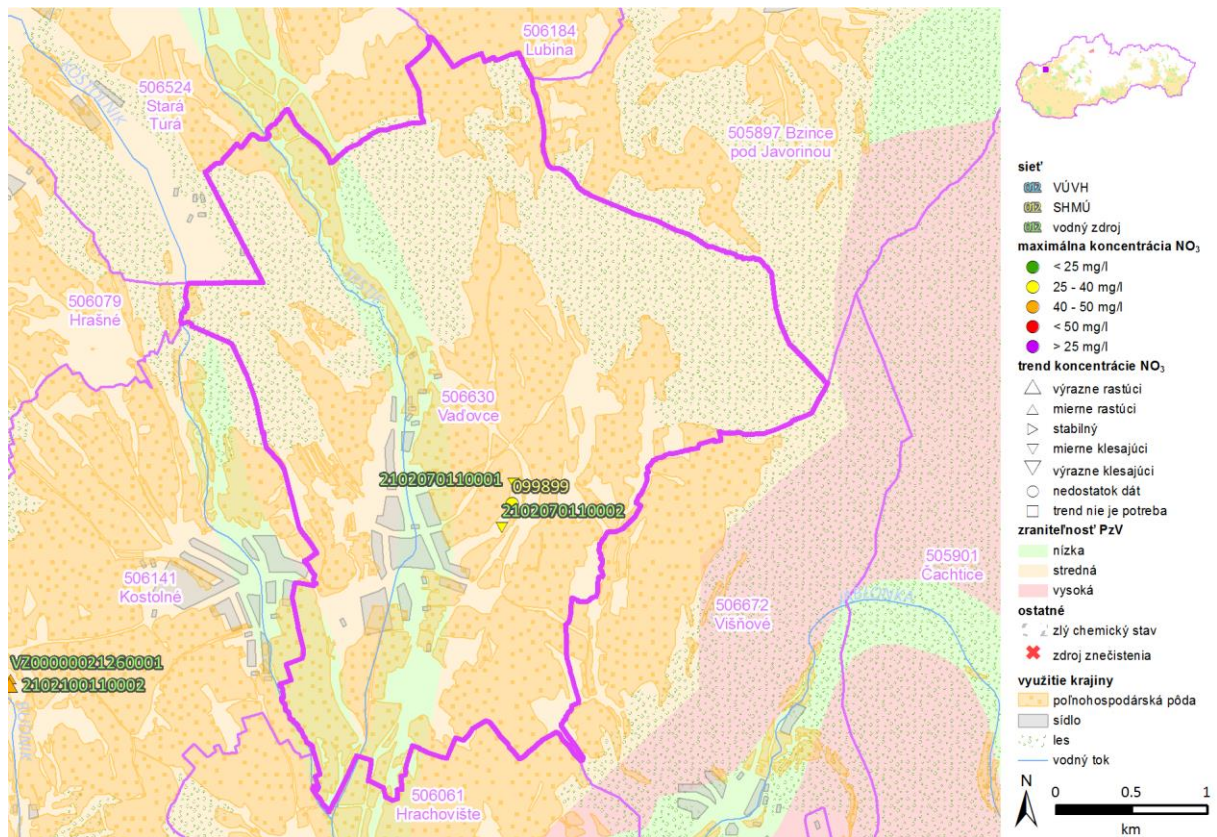 506184
Lubina
506524
Stará
Turá
505897 Bzince
pod Javorinou
506079
Hrašné
506630
Vaďovce
2102070110001
099899
2102070110002
506141
Kostolné
505901
Čachtice
506672
Višňové
JABLONKA
VZ00000021260001
2102100110002
506061
Hrachovište
sieť
VÚVH
SHMÚ
vodný zdroj
maximálna koncentrácia NO₃
< 25 mg/l
25 - 40 mg/l
40 - 50 mg/l
< 50 mg/l
> 25 mg/l
trend koncentrácie NO₃
výrazne rastúci
mierne rastúci
stabilný
mierne klesajúci
výrazne klesajúci
nedostatok dát
trend nie je potreba
zraniteľnosť PzV
nízka
stredná
vysoká
ostatné
zlý chemický stav
zdroj znečistenia
využitie krajiny
poľnohospodárská pôda
sídlo
les
vodný tok
N
0 0.5 1
km